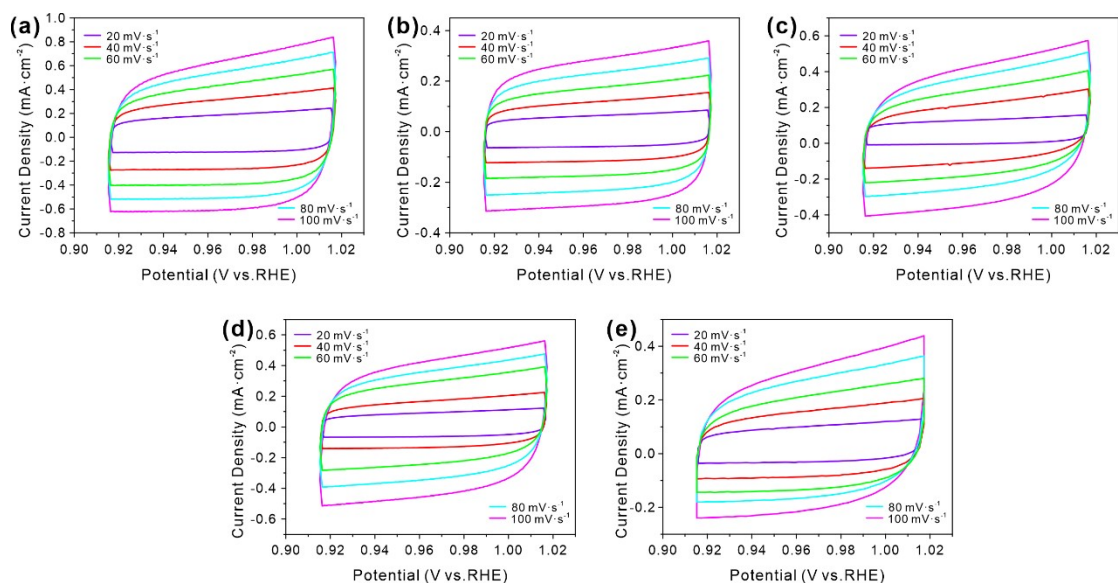 (a)
20 mV·s⁻¹
40 mV·s⁻¹
60 mV·s⁻¹
80 mV·s⁻¹
100 mV·s⁻¹
1.0
0.8
0.6
0.4
0.2
0.0
-0.2
-0.4
-0.6
-0.8
0.90 0.92 0.94 0.96 0.98 1.00 1.02
Current Density (mA·cm⁻²)
Potential (V vs.RHE)
(b)
20 mV·s⁻¹
40 mV·s⁻¹
60 mV·s⁻¹
80 mV·s⁻¹
100 mV·s⁻¹
0.4
0.2
0.0
-0.2
-0.4
0.90 0.92 0.94 0.96 0.98 1.00 1.02
Current Density (mA·cm⁻²)
Potential (V vs.RHE)
(c)
20 mV·s⁻¹
40 mV·s⁻¹
60 mV·s⁻¹
80 mV·s⁻¹
100 mV·s⁻¹
0.6
0.4
0.2
0.0
-0.2
-0.4
0.90 0.92 0.94 0.96 0.98 1.00 1.02
Current Density (mA·cm⁻²)
Potential (V vs.RHE)
(d)
20 mV·s⁻¹
40 mV·s⁻¹
60 mV·s⁻¹
80 mV·s⁻¹
100 mV·s⁻¹
0.6
0.4
0.2
0.0
-0.2
-0.4
-0.6
0.90 0.92 0.94 0.96 0.98 1.00 1.02
Current Density (mA·cm⁻²)
Potential (V vs.RHE)
(e)
20 mV·s⁻¹
40 mV·s⁻¹
60 mV·s⁻¹
80 mV·s⁻¹
100 mV·s⁻¹
0.4
0.2
0.0
-0.2
0.90 0.92 0.94 0.96 0.98 1.00 1.02
Current Density (mA·cm⁻²)
Potential (V vs.RHE)